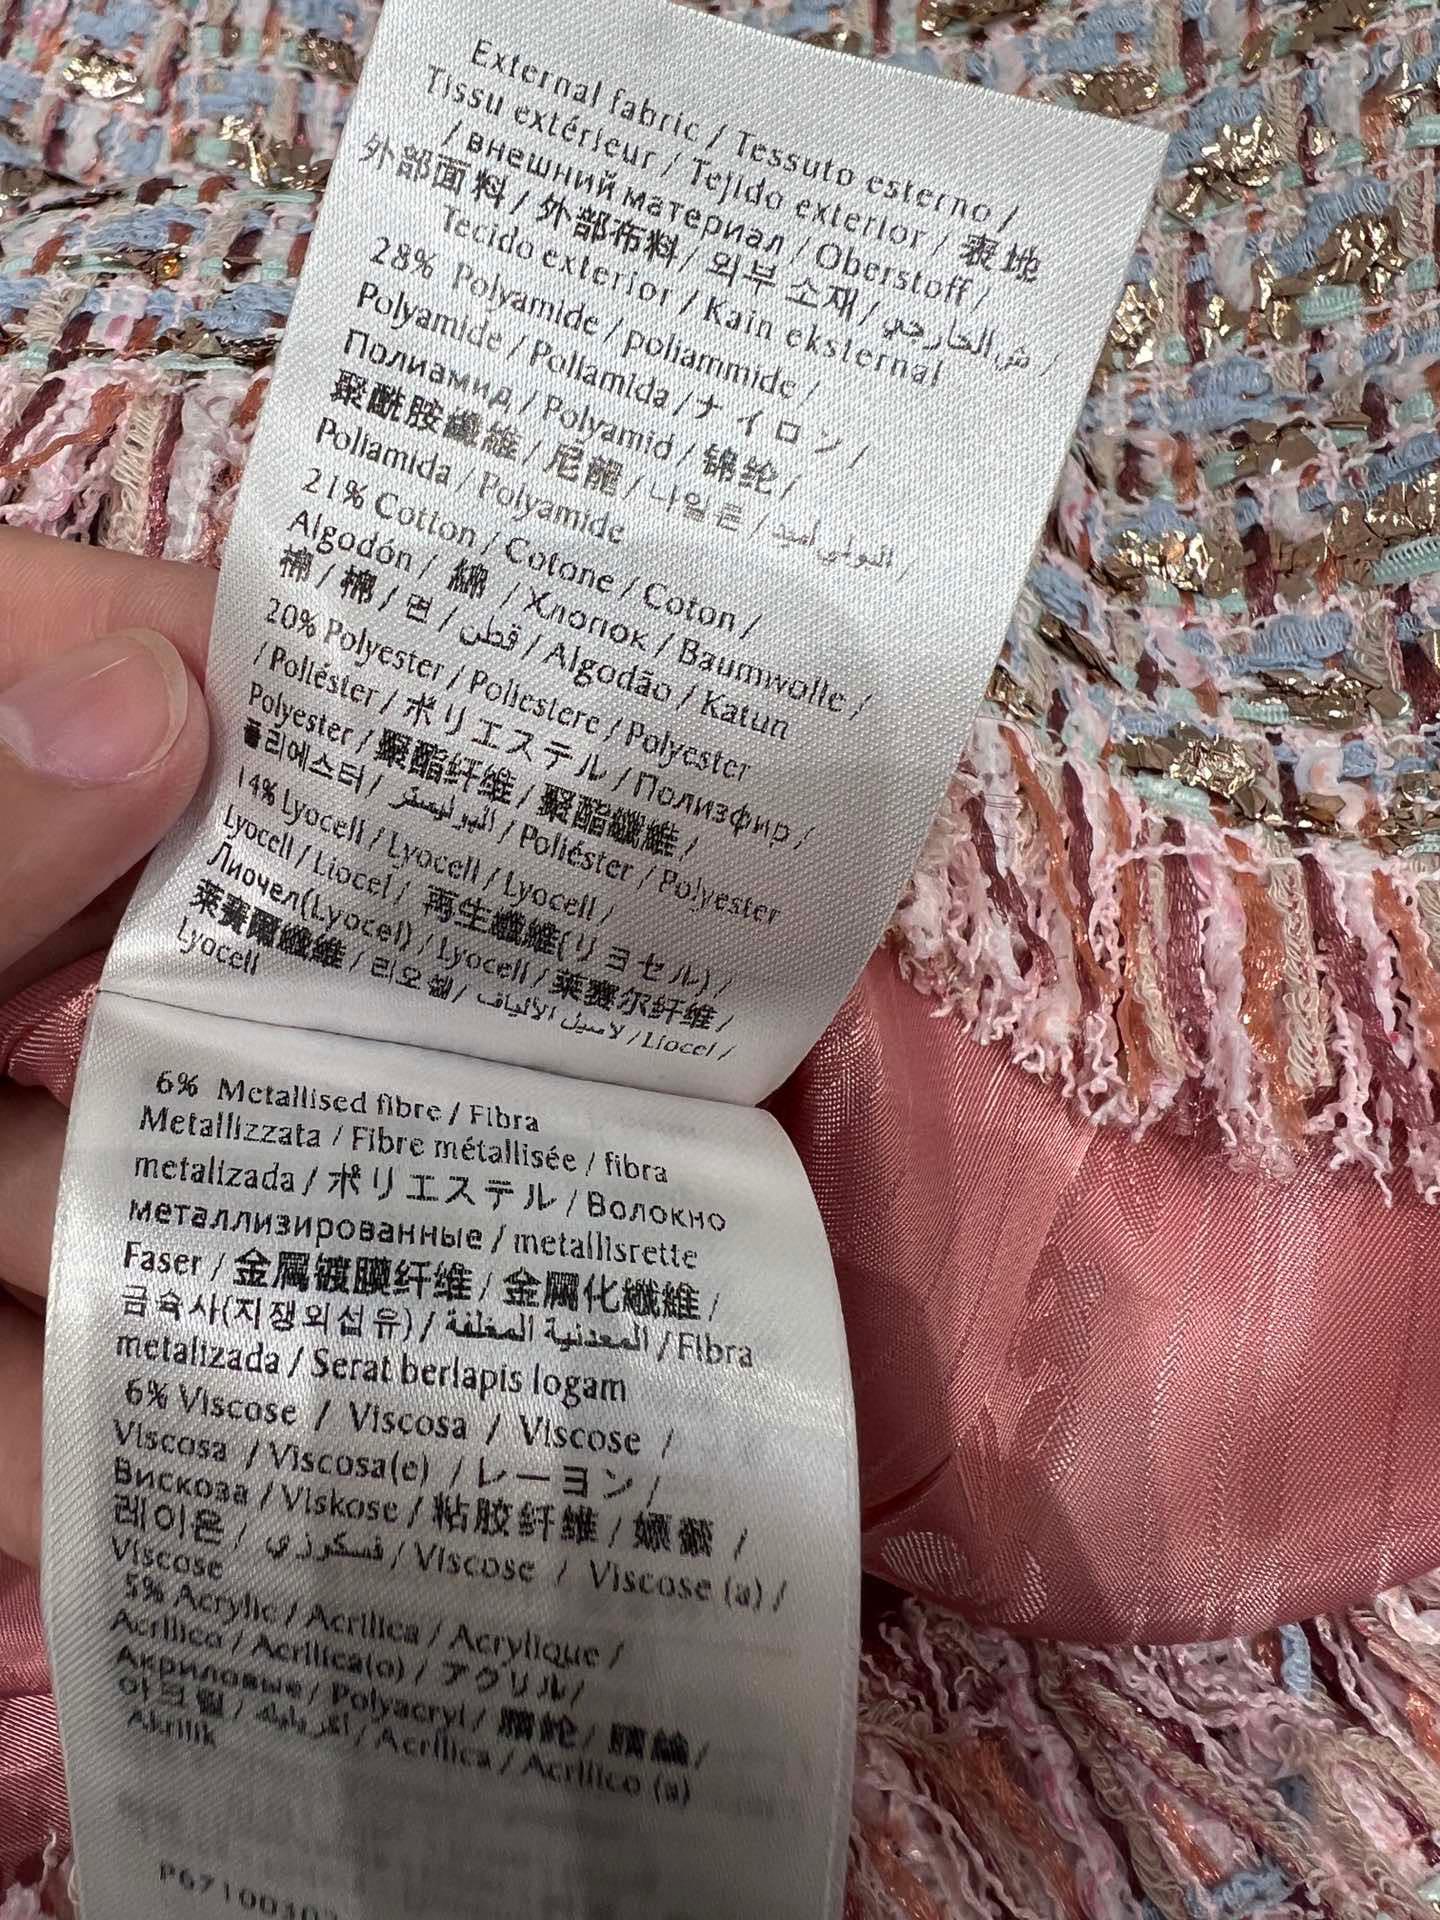 External fabric / Tessuto esterno /
Tissu extérieur / Tejido exterior / 表地
/ внешний материал / Oberstoff /
外部面料 / 外部布料 / 외부 소재 /
Tecido exterior / Kain eksternal
28% Polyamide / poliammide /
Polyamide / Poliamida / ナイロン /
Полиамид / Polyamid / 锦纶 /
聚酰胺纖維 / 尼龍 / 나일론 /
Poliamida / Polyamide
21% Cotton / Cotone / Coton /
Algodón / 綿 / Хлопок / Baumwolle /
棉 / 棉 / 면 / قطن / Algodão / Katun
20% Polyester / Poliestere / Polyester
/ Poliéster / ポリエステル / Полиэфир /
Polyester / 聚酯纤维 / 聚酯纖維 /
폴리에스터 / البوليستر / Poliéster / Polyester
14% Lyocell / Lyocell / Lyocell /
Lyocell / Liocel / 再生繊維(リヨセル) /
Лиочел(Lyocel) / Lyocell / 莱赛尔纤维 /
萊賽爾纖維 / 리오셀 / لاسيل الألياف / Liocel /
Lyocell
6% Metallised fibre / Fibra
Metallizzata / Fibre métallisée / fibra
metalizada / ポリエステル / Волокно
металлизированные / metallisrette
Faser / 金属镀膜纤维 / 金屬化纖維 /
금속사(지쟁외섬유) / المعدنية المغلفة / Fibra
metalizada / Serat berlapis logam
6% Viscose / Viscosa / Viscose /
Viscosa / Viscosa(e) / レーヨン /
Вискоза / Viskose / 粘胶纤维 / 嫘縈 /
레이온 / فسكوزي / Viscose / Viscose (a) /
Viscose
5% Acrylic / Acrilica / Acrylique /
Acrílico / Acrilica(o) / アクリル /
Акриловые / Polyacryl / 腈纶 / 腈綸 /
아크릴 / أكريليك / Acrílica / Acrílico (a)
Akrilik